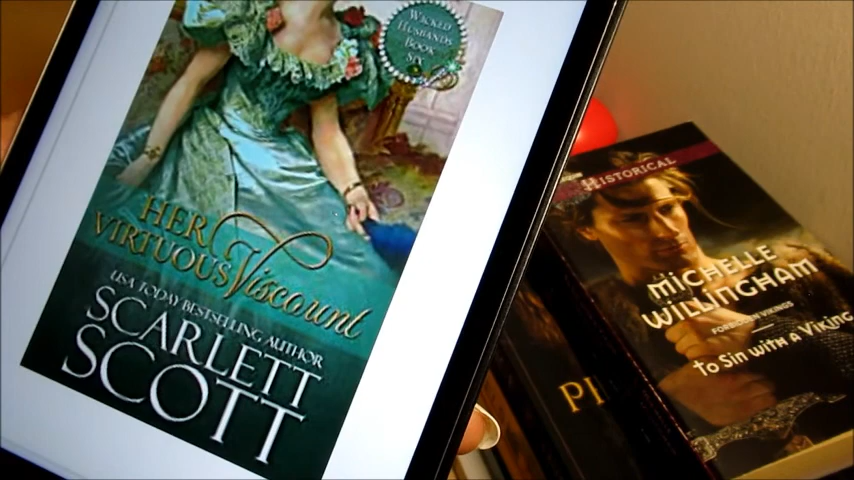 WICKED
HUSBANDS
BOOK
SIX
HER
VIRTUOUS Viscount
USA TODAY BESTSELLING AUTHOR
SCARLETT
SCOTT
HISTORICAL
MICHELLE
WILLINGHAM
FORBIDDEN VIKINGS
TO SIN WITH A VIKING